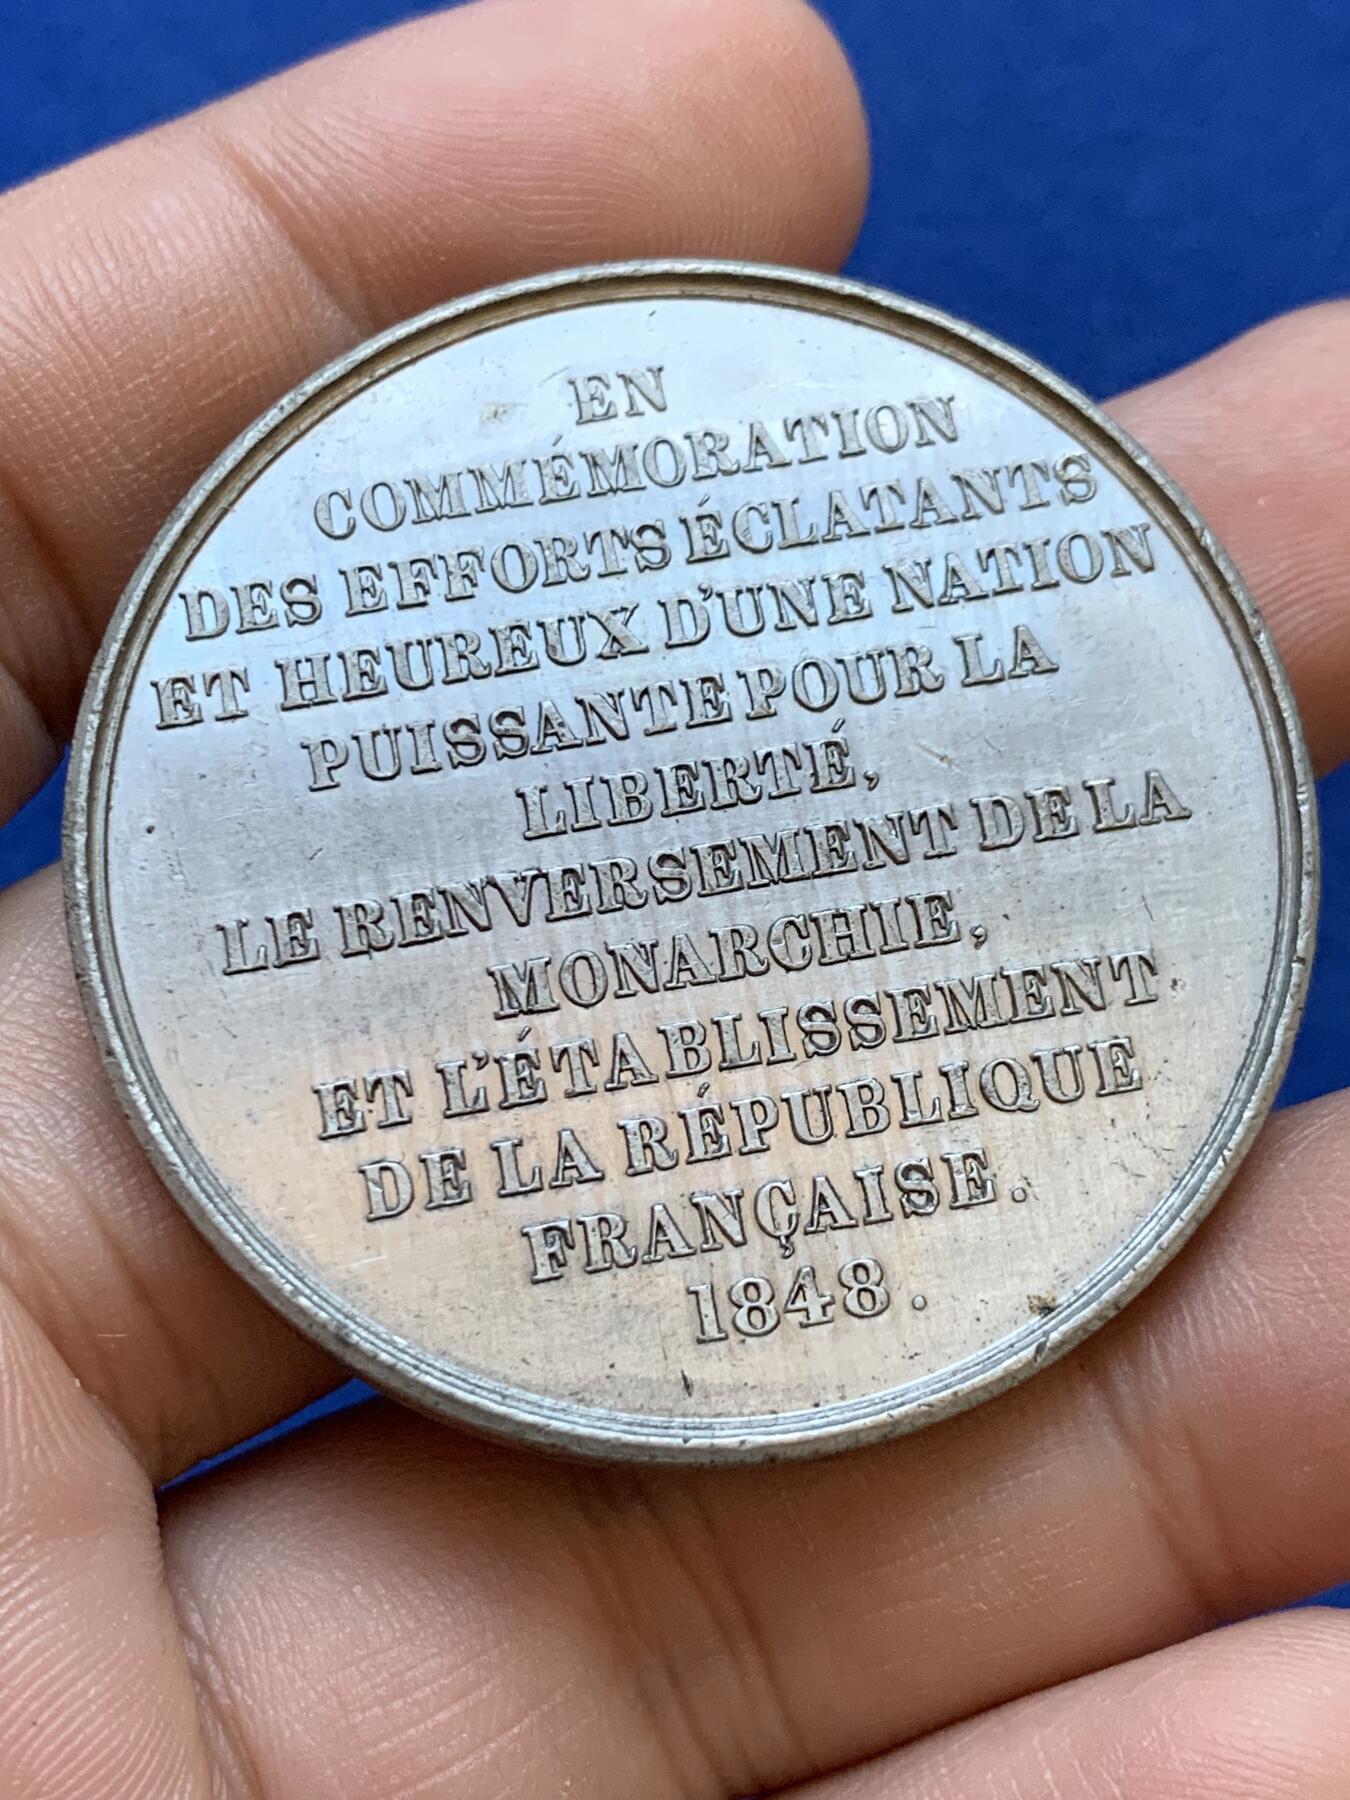 EN
COMMÉMORATION
DES EFFORTS ÉCLATANTS
ET HEUREUX D'UNE NATION
PUISSANTE POUR LA
LIBERTÉ,
LE RENVERSEMENT DE LA
MONARCHIE,
ET L'ÉTABLISSEMENT
DE LA RÉPUBLIQUE
FRANÇAISE.
1848.